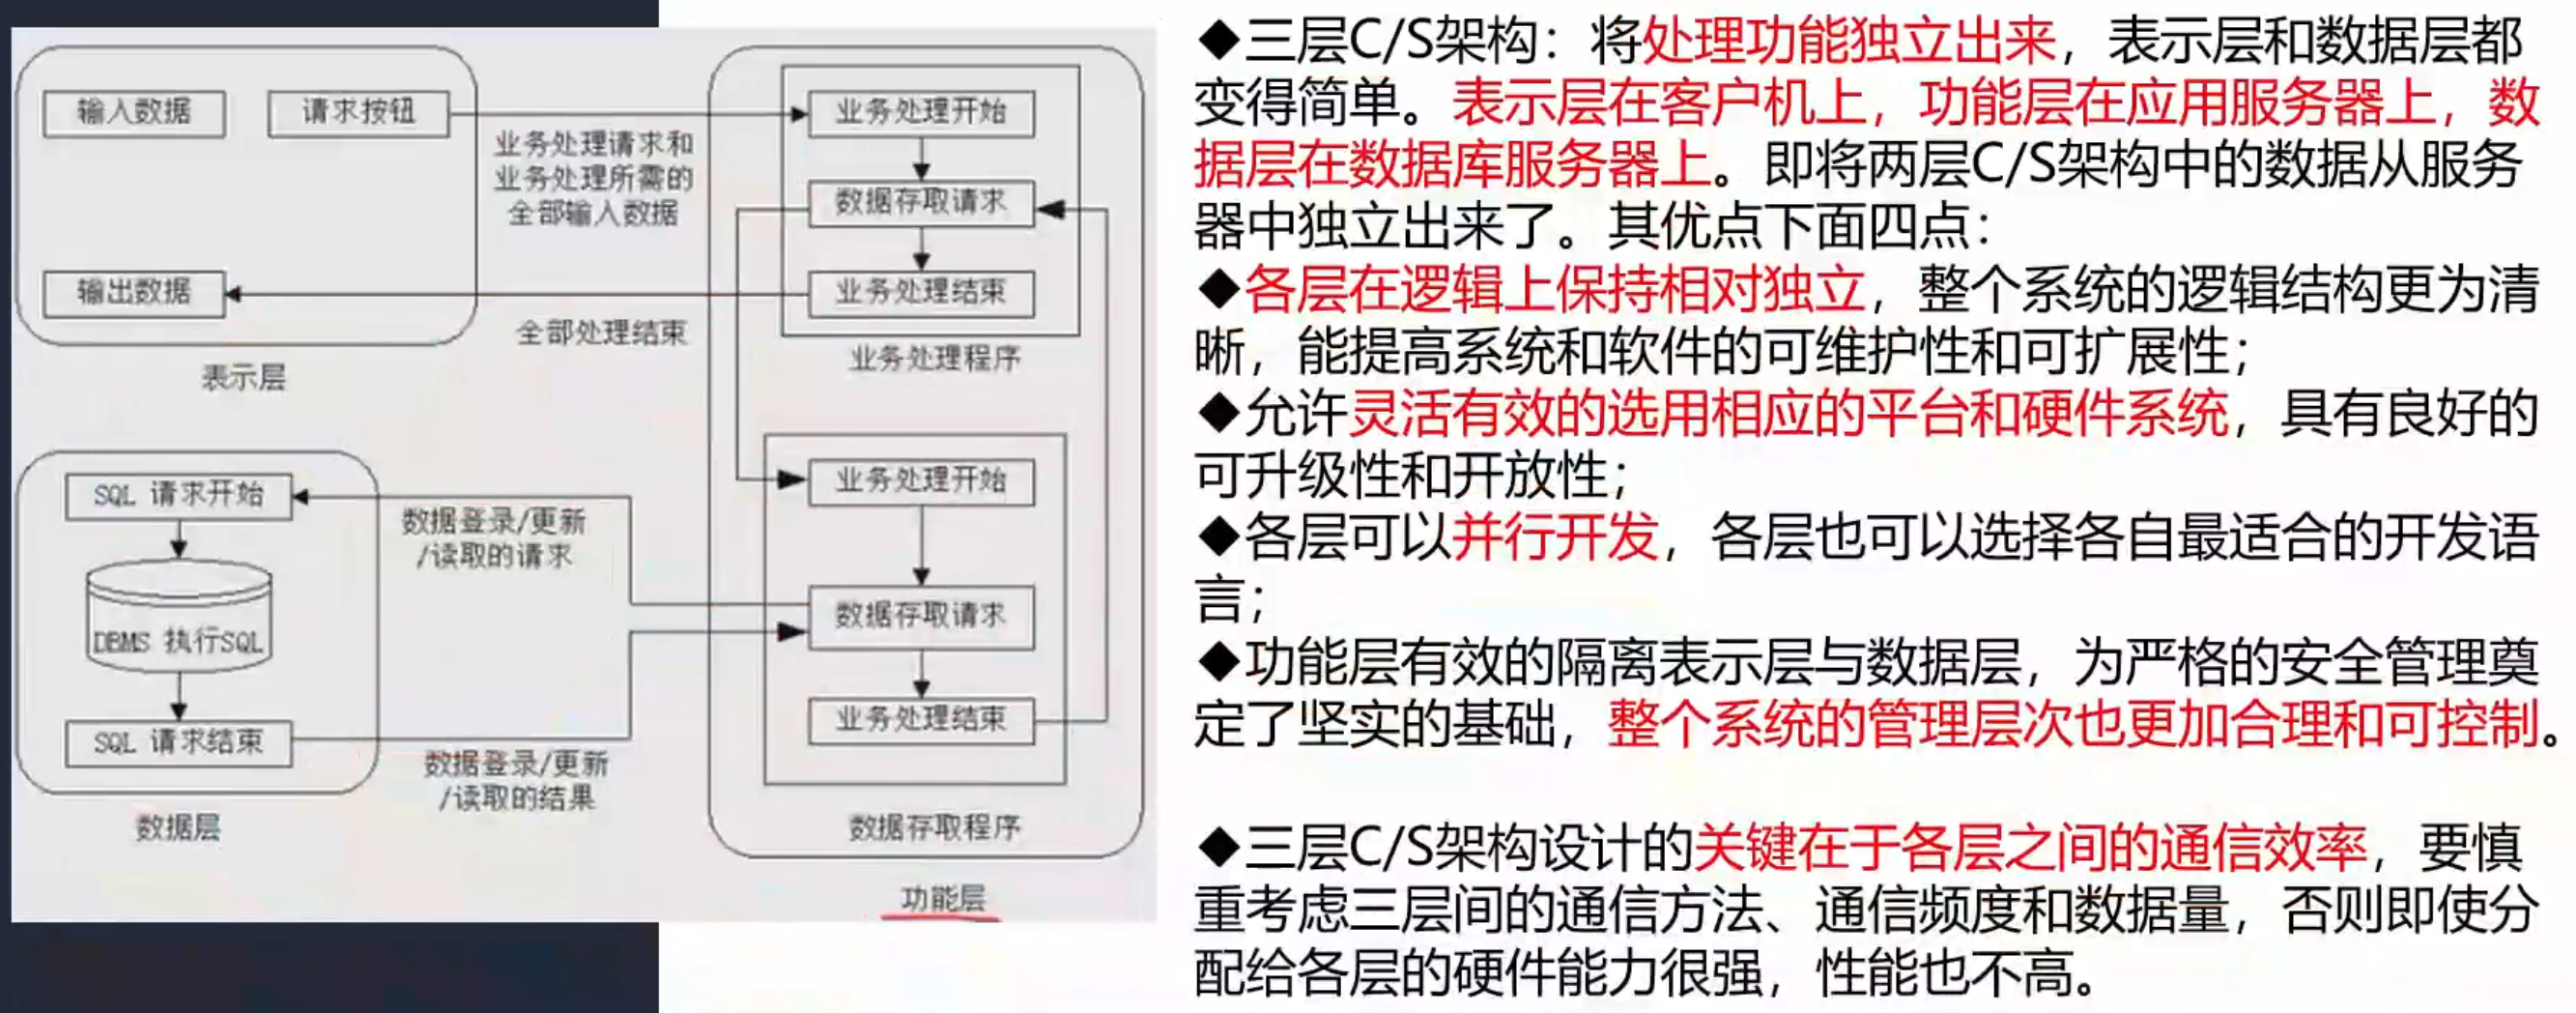 输入数据
请求按钮
业务处理请求和
业务处理所需的
全部输入数据
输出数据
全部处理结束
表示层
业务处理开始
数据存取请求
业务处理结束
业务处理程序
SQL 请求开始
DBMS 执行SQL
SQL 请求结束
数据层
数据登录/更新
/读取的请求
数据登录/更新
/读取的结果
业务处理开始
数据存取请求
业务处理结束
数据存取程序
功能层
◆三层C/S架构：将处理功能独立出来，表示层和数据层都
变得简单。表示层在客户机上，功能层在应用服务器上，数
据层在数据库服务器上。即将两层C/S架构中的数据从服务
器中独立出来了。其优点下面四点：
◆各层在逻辑上保持相对独立，整个系统的逻辑结构更为清
晰，能提高系统和软件的可维护性和可扩展性；
◆允许灵活有效的选用相应的平台和硬件系统，具有良好的
可升级性和开放性；
◆各层可以并行开发，各层也可以选择各自最适合的开发语
言；
◆功能层有效的隔离表示层与数据层，为严格的安全管理奠
定了坚实的基础，整个系统的管理层次也更加合理和可控制。
◆三层C/S架构设计的关键在于各层之间的通信效率，要慎
重考虑三层间的通信方法、通信频度和数据量，否则即使分
配给各层的硬件能力很强，性能也不高。